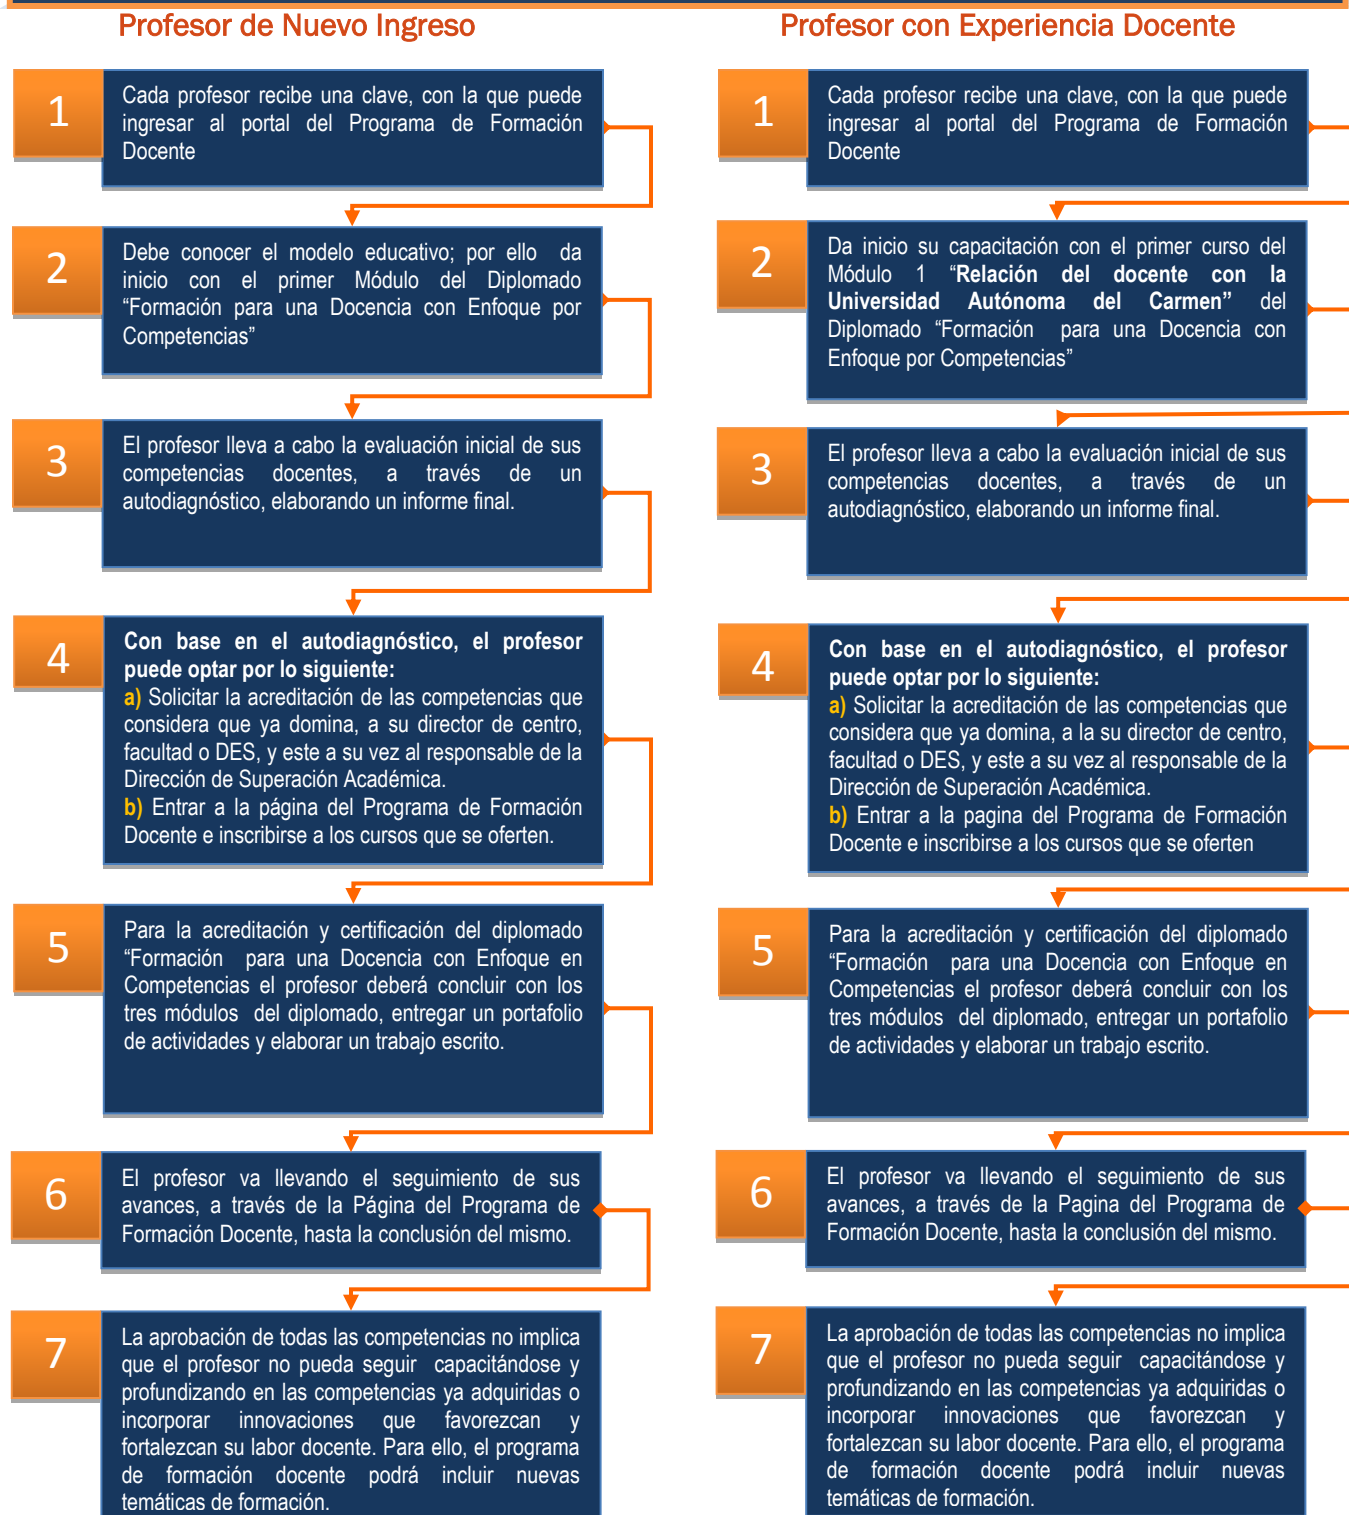 Profesor de Nuevo Ingreso
1
Cada profesor recibe una clave, con la que puede
ingresar al portal del Programa de Formación
Docente
2
Debe conocer el modelo educativo; por ello da
inicio con el primer Módulo del Diplomado
“Formación para una Docencia con Enfoque por
Competencias”
3
El profesor lleva a cabo la evaluación inicial de sus
competencias docentes, a través de un
autodiagnóstico, elaborando un informe final.
4
Con base en el autodiagnóstico, el profesor
puede optar por lo siguiente:
a) Solicitar la acreditación de las competencias que
considera que ya domina, a su director de centro,
facultad o DES, y este a su vez al responsable de la
Dirección de Superación Académica.
b) Entrar a la página del Programa de Formación
Docente e inscribirse a los cursos que se oferten.
5
Para la acreditación y certificación del diplomado
“Formación para una Docencia con Enfoque en
Competencias el profesor deberá concluir con los
tres módulos del diplomado, entregar un portafolio
de actividades y elaborar un trabajo escrito.
6
El profesor va llevando el seguimiento de sus
avances, a través de la Página del Programa de
Formación Docente, hasta la conclusión del mismo.
7
La aprobación de todas las competencias no implica
que el profesor no pueda seguir capacitándose y
profundizando en las competencias ya adquiridas o
incorporar innovaciones que favorezcan y
fortalezcan su labor docente. Para ello, el programa
de formación docente podrá incluir nuevas
temáticas de formación.
Profesor con Experiencia Docente
1
Cada profesor recibe una clave, con la que puede
ingresar al portal del Programa de Formación
Docente
2
Da inicio su capacitación con el primer curso del
Módulo 1 “Relación del docente con la
Universidad Autónoma del Carmen” del
Diplomado “Formación para una Docencia con
Enfoque por Competencias”
3
El profesor lleva a cabo la evaluación inicial de sus
competencias docentes, a través de un
autodiagnóstico, elaborando un informe final.
4
Con base en el autodiagnóstico, el profesor
puede optar por lo siguiente:
a) Solicitar la acreditación de las competencias que
considera que ya domina, a la su director de centro,
facultad o DES, y este a su vez al responsable de la
Dirección de Superación Académica.
b) Entrar a la pagina del Programa de Formación
Docente e inscribirse a los cursos que se oferten
5
Para la acreditación y certificación del diplomado
“Formación para una Docencia con Enfoque en
Competencias el profesor deberá concluir con los
tres módulos del diplomado, entregar un portafolio
de actividades y elaborar un trabajo escrito.
6
El profesor va llevando el seguimiento de sus
avances, a través de la Pagina del Programa de
Formación Docente, hasta la conclusión del mismo.
7
La aprobación de todas las competencias no implica
que el profesor no pueda seguir capacitándose y
profundizando en las competencias ya adquiridas o
incorporar innovaciones que favorezcan y
fortalezcan su labor docente. Para ello, el programa
de formación docente podrá incluir nuevas
temáticas de formación.